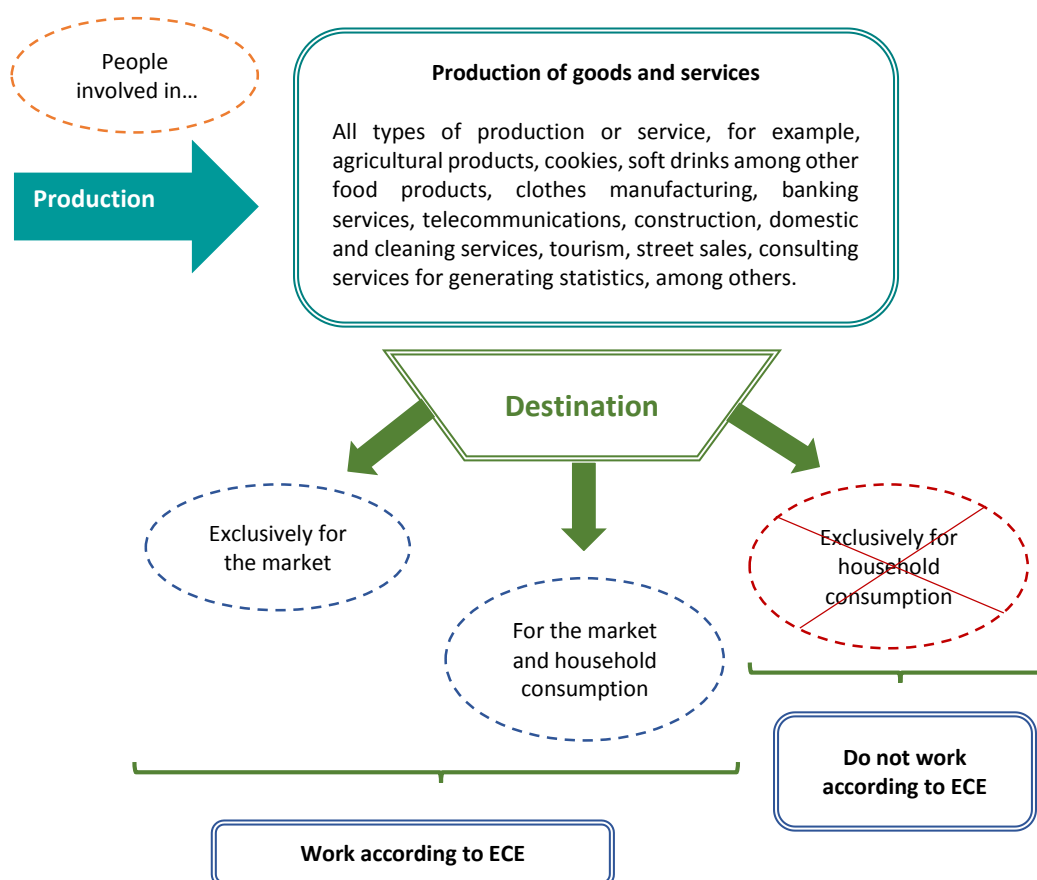 People
involved in…
Production
Production of goods and services
All types of production or service, for example,
agricultural products, cookies, soft drinks among other
food products, clothes manufacturing, banking
services, telecommunications, construction, domestic
and cleaning services, tourism, street sales, consulting
services for generating statistics, among others.
Destination
Exclusively for
the market
For the market
and household
consumption
Exclusively for
household
consumption
Do not work
according to ECE
Work according to ECE